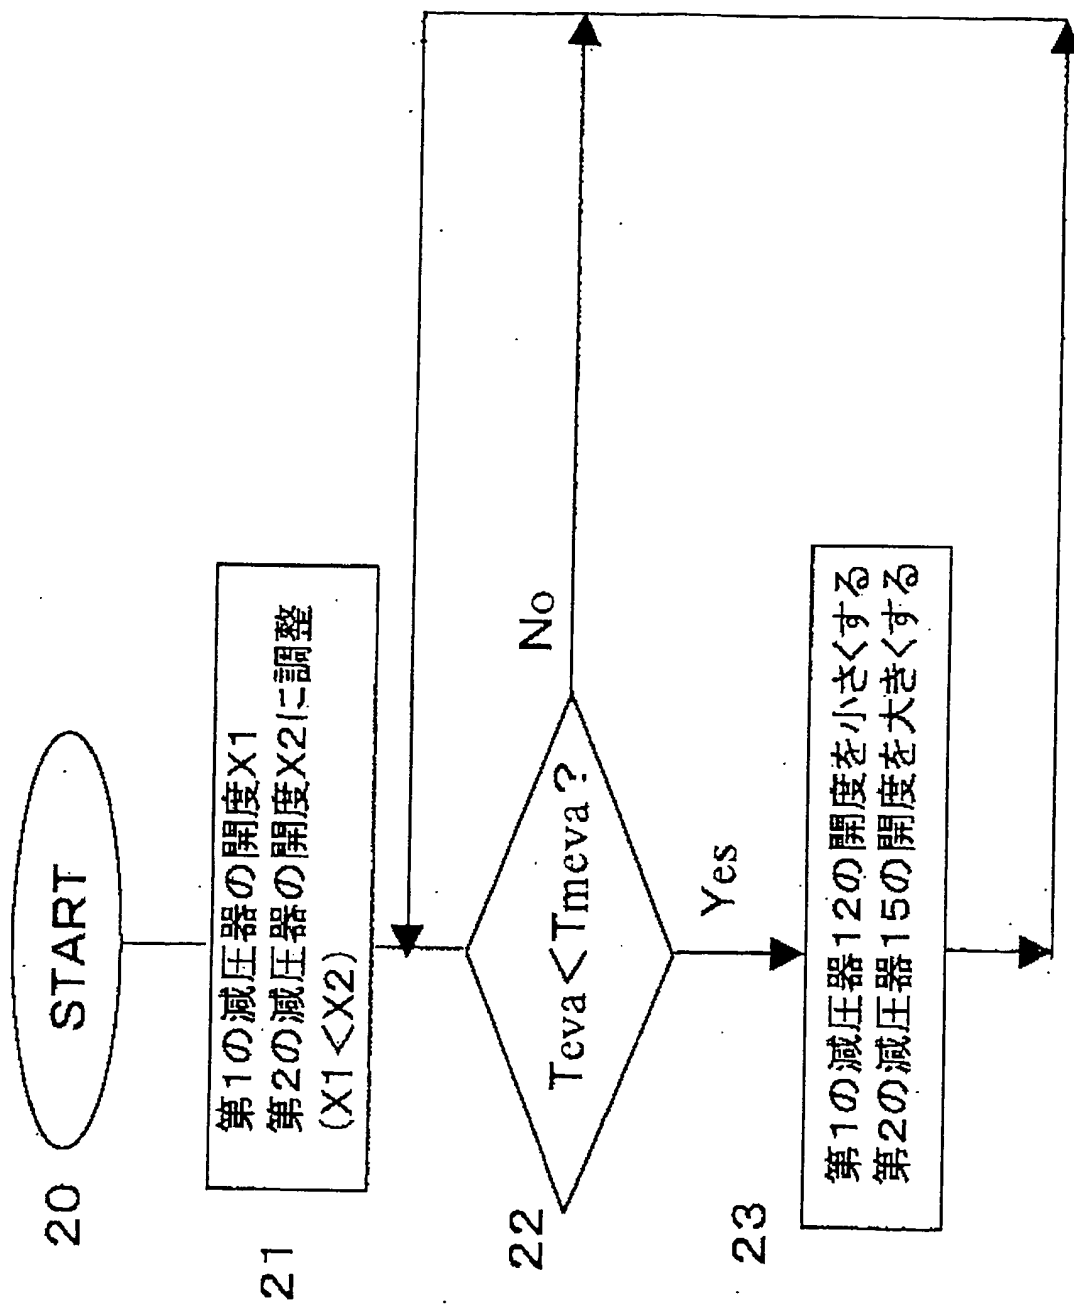 20
START
21
第1の減圧器の開度X1
第2の減圧器の開度X2に調整
(X1<X2)
22
Teva<Tmeva?
No
Yes
23
第1の減圧器12の開度を小さくする
第2の減圧器15の開度を大きくする